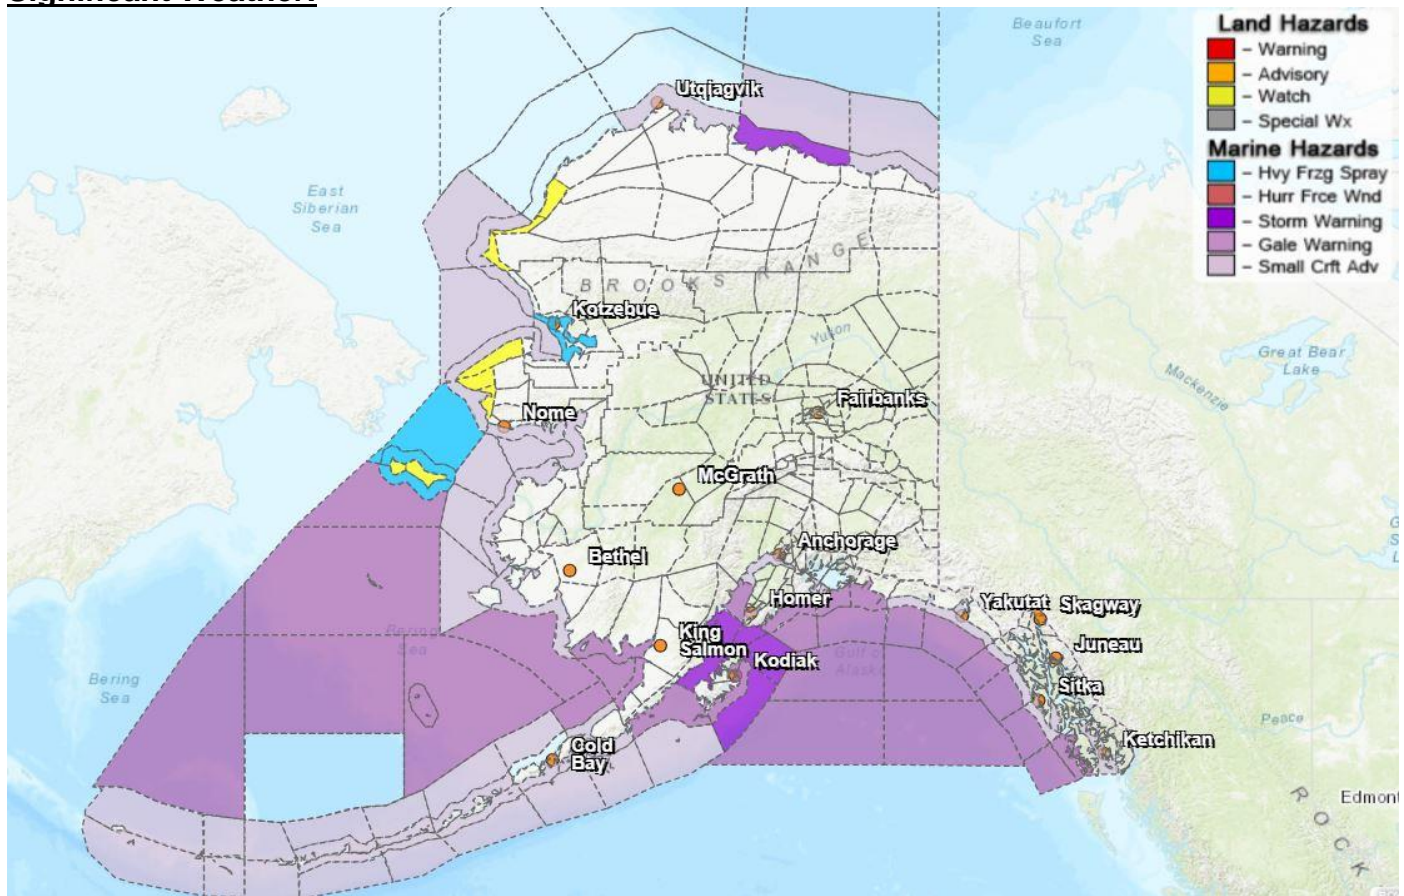 Significant Weather:
Land Hazards
– Warning
– Advisory
– Watch
– Special Wx
Marine Hazards
– Hvy Frzg Spray
– Hurr Frce Wnd
– Storm Warning
– Gale Warning
– Small Crft Adv
Beaufort
Sea
Utqiagvik
East
Siberian
Sea
BROOKS RANGE
Kotzebue
Yukon
Great Bear
Lake
Mackenzie
UNITED
STATES
Fairbanks
Nome
McGrath
Anchorage
Bethel
Homer
Yakutat
Skagway
King
Salmon
Juneau
Kodiak
Bering
Sea
Gulf of
Alaska
Bering
Sea
Sitka
Peace
Ketchikan
Cold
Bay
Edmont
ROCK